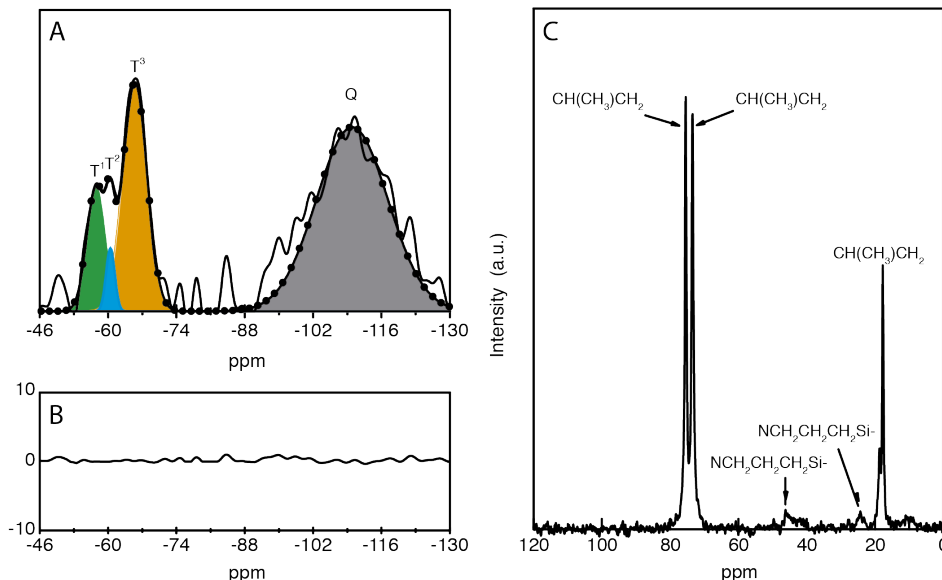 A
T³
T¹
T²
Q
-46
-60
-74
-88
-102
-116
-130
ppm
B
10
0
-10
-46
-60
-74
-88
-102
-116
-130
ppm
C
CH(CH₃)CH₂
CH(CH₃)CH₂
CH(CH₃)CH₂
NCH₂CH₂CH₂Si-
NCH₂CH₂CH₂Si-
Intensity (a.u.)
120
100
80
60
40
20
0
ppm